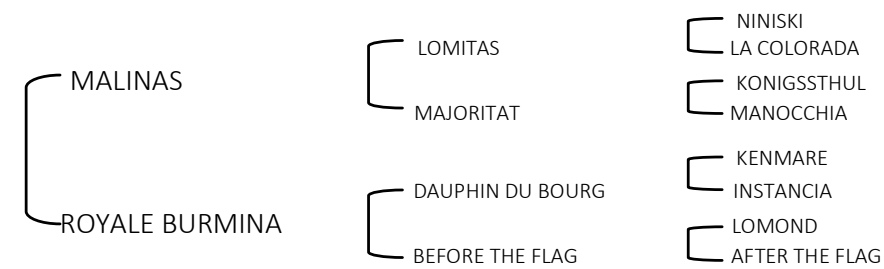 NINISKI
LOMITAS
LA COLORADA
MALINAS
KONIGSSTHUL
MAJORITAT
MANOCCHIA
KENMARE
DAUPHIN DU BOURG
INSTANCIA
ROYALE BURMINA
LOMOND
BEFORE THE FLAG
AFTER THE FLAG